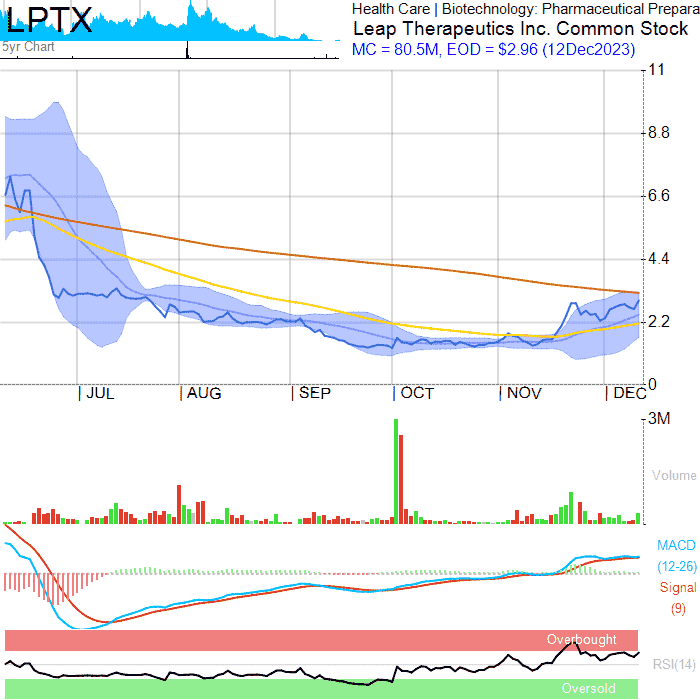 LPTX
5yr Chart
Health Care | Biotechnology: Pharmaceutical Prepara
Leap Therapeutics Inc. Common Stock
MC = 80.5M, EOD = $2.96 (12Dec2023)
11
8.8
6.6
4.4
2.2
0
| JUL | AUG | SEP | OCT | NOV | DEC
3M
Volume
MACD
(12-26)
Signal
(9)
Overbought
RSI(14)
Oversold